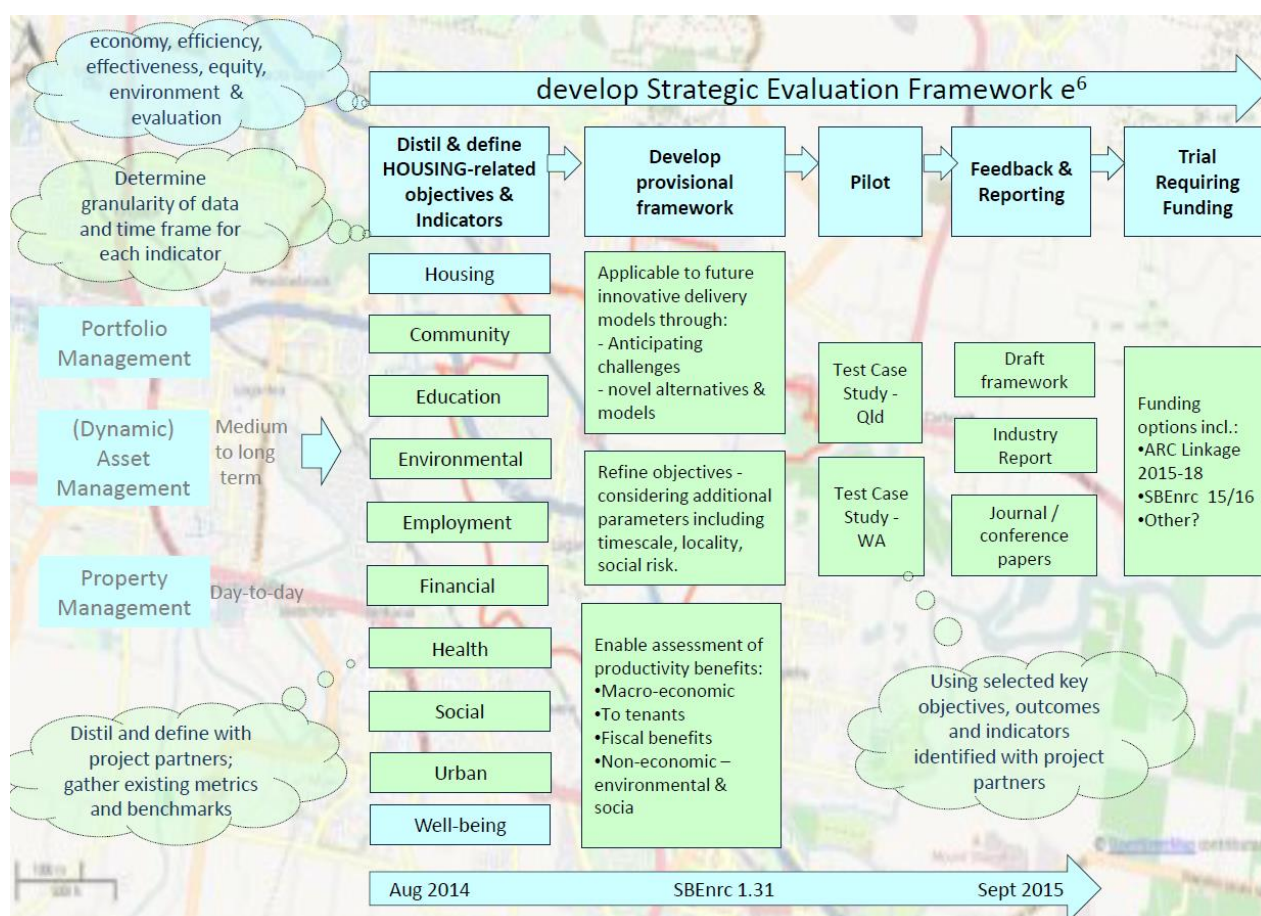 economy, efficiency,
effectiveness, equity,
environment &
evaluation
develop Strategic Evaluation Framework e⁶
Determine
granularity of data
and time frame for
each indicator
Distil & define
HOUSING-related
objectives &
Indicators
Develop
provisional
framework
Pilot
Feedback &
Reporting
Trial
Requiring
Funding
Portfolio
Management
(Dynamic)
Asset
Management
Medium
to long
term
Property
Management
Day-to-day
Housing
Community
Education
Environmental
Employment
Financial
Health
Social
Urban
Well-being
Applicable to future
innovative delivery
models through:
- Anticipating
challenges
- novel alternatives &
models
Refine objectives -
considering additional
parameters including
timescale, locality,
social risk.
Enable assessment of
productivity benefits:
•Macro-economic
•To tenants
•Fiscal benefits
•Non-economic –
environmental &
socia
Test Case
Study -
Qld
Test Case
Study -
WA
Draft
framework
Industry
Report
Journal /
conference
papers
Funding
options incl.:
•ARC Linkage
2015-18
•SBEnrc 15/16
•Other?
Distil and define with
project partners;
gather existing metrics
and benchmarks
Using selected key
objectives, outcomes
and indicators
identified with project
partners
© OpenStreetMap contributors
Aug 2014
SBEnrc 1.31
Sept 2015